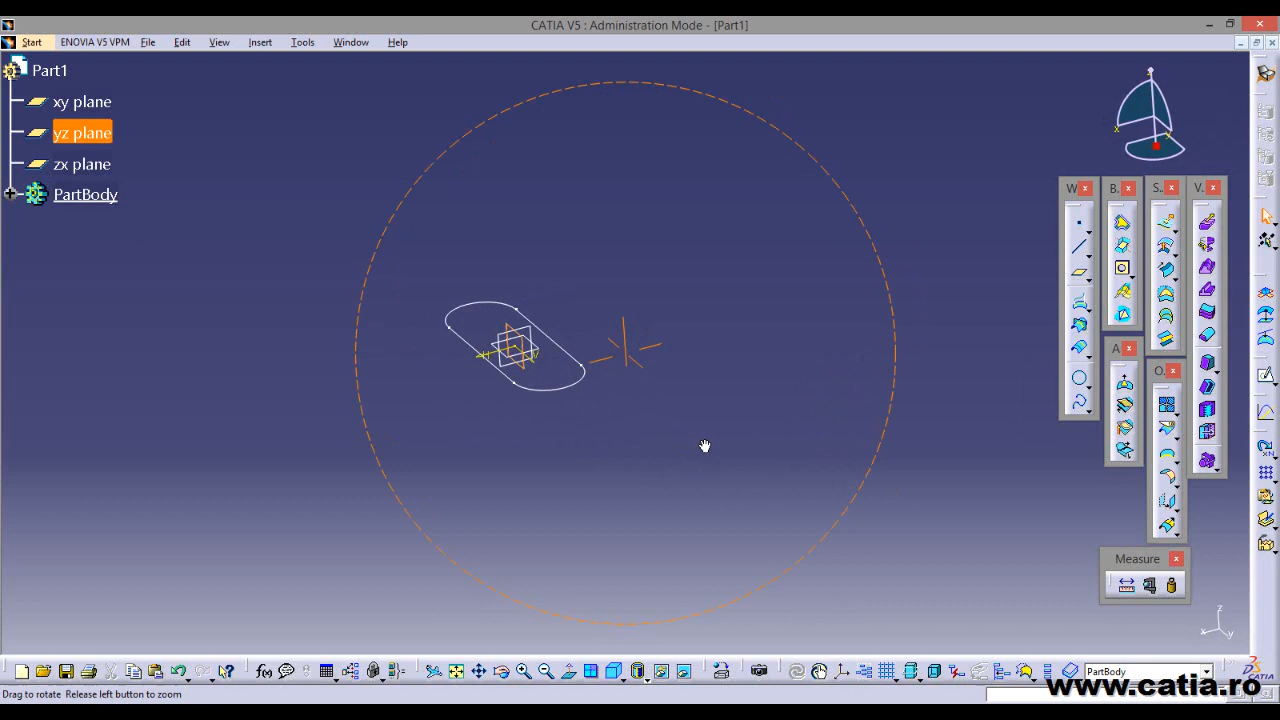 CATIA V5 : Administration Mode - [Part1]
Start ENOVIA V5 VPM File Edit View Insert Tools Window Help
Part1
xy plane
yz plane
zx plane
PartBody
H
V
z
x
y
W B. S.. V.
A
O.
Measure
z
x
y
f(x)
PartBody
Drag to rotate Release left button to zoom
www.catia.ro